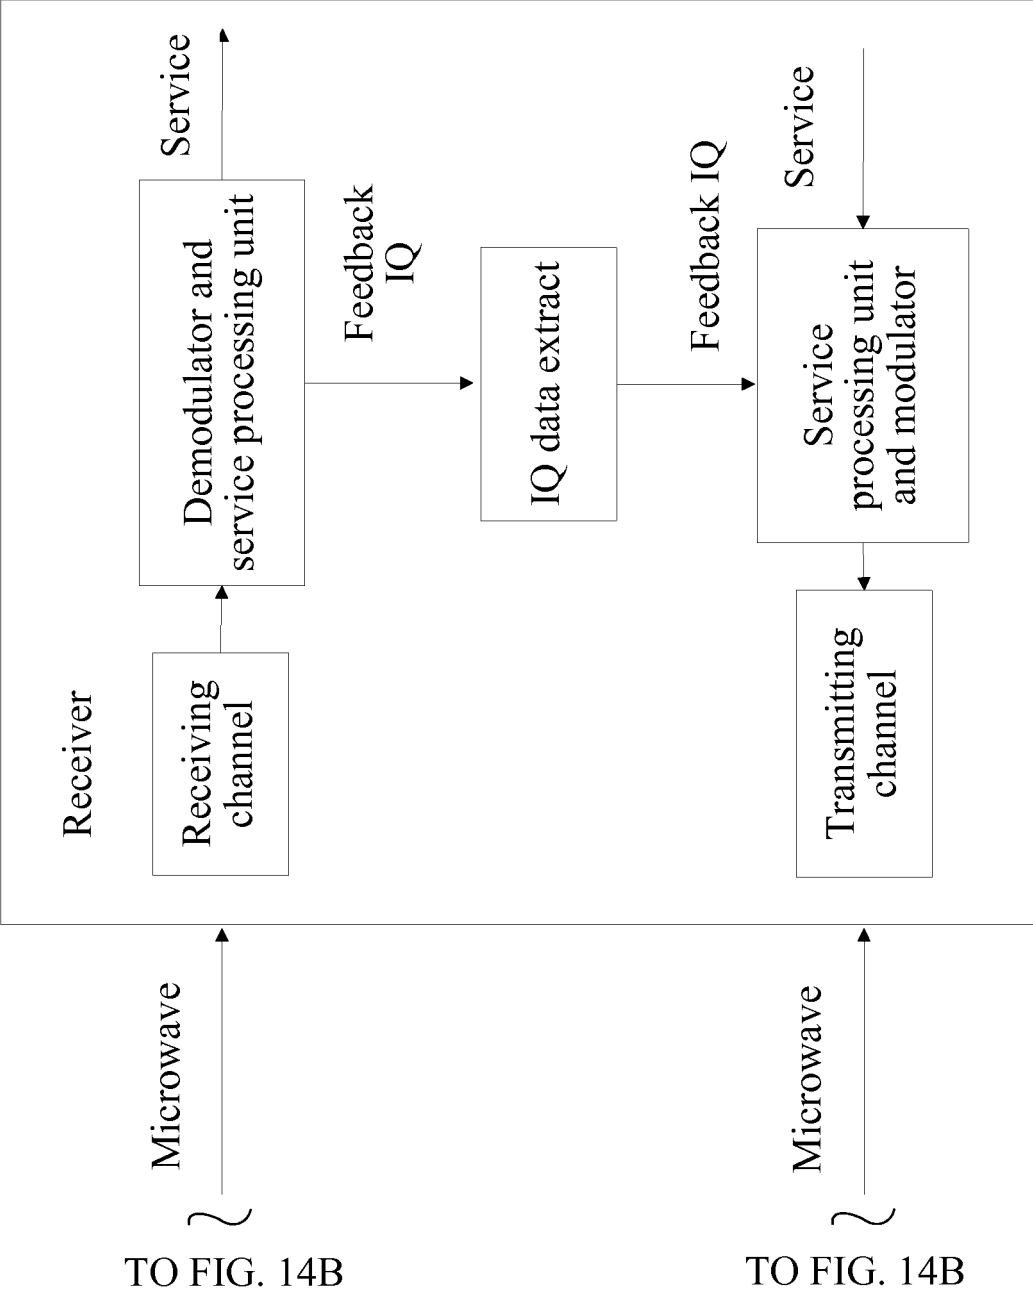 Receiver
Microwave
Receiving
channel
Demodulator and
service processing unit
Service
Feedback
IQ
IQ data extract
Feedback IQ
Service
Service
processing unit
and modulator
Transmitting
channel
Microwave
TO FIG. 14B
TO FIG. 14B